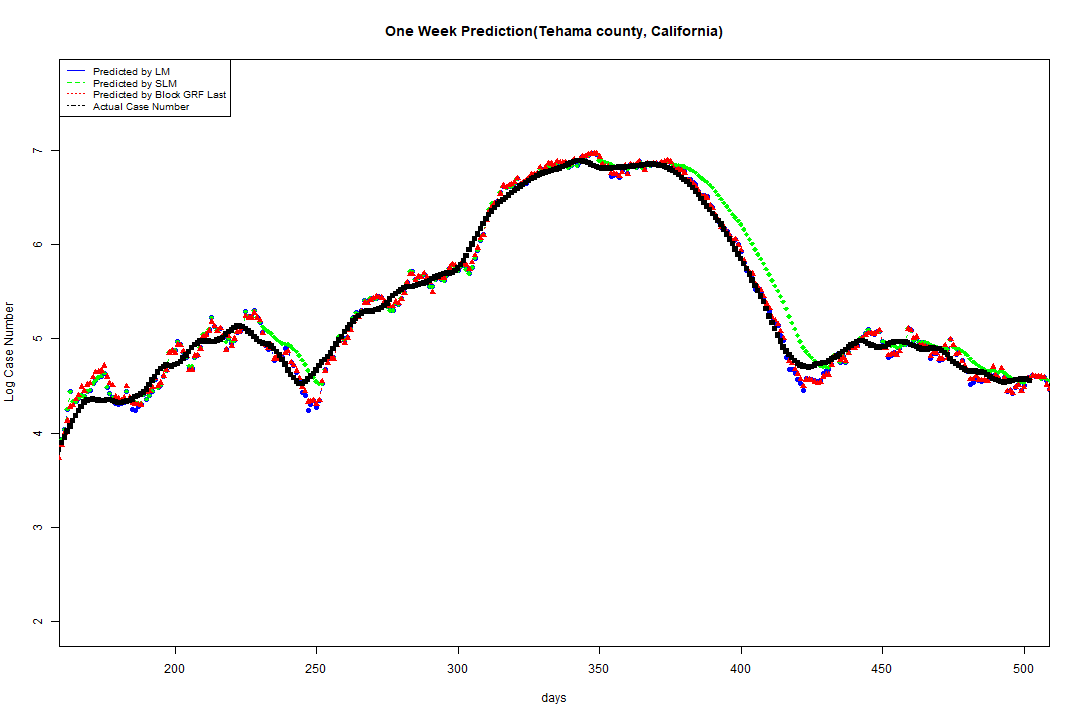 One Week Prediction(Tehama county, California)
Predicted by LM
Predicted by SLM
Predicted by Block GRF Last
Actual Case Number
7
6
5
4
3
2
Log Case Number
200 250 300 350 400 450 500
days